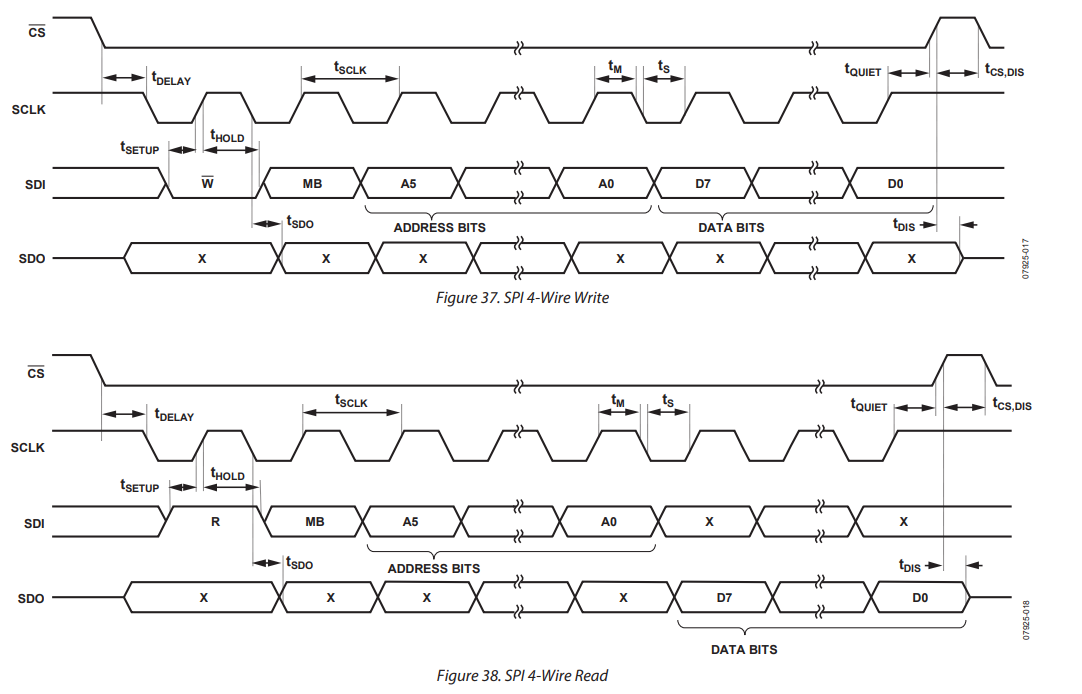 CS
tDELAY
tSCLK
tM
tS
tQUIET
tCS,DIS
SCLK
tSETUP
tHOLD
SDI
W
MB
A5
A0
D7
D0
tSDO
ADDRESS BITS
DATA BITS
tDIS
SDO
X
X
X
X
X
X
07925-017
Figure 37. SPI 4-Wire Write
CS
tDELAY
tSCLK
tM
tS
tQUIET
tCS,DIS
SCLK
tSETUP
tHOLD
SDI
R
MB
A5
A0
X
X
tSDO
ADDRESS BITS
tDIS
SDO
X
X
X
X
D7
D0
DATA BITS
07925-018
Figure 38. SPI 4-Wire Read